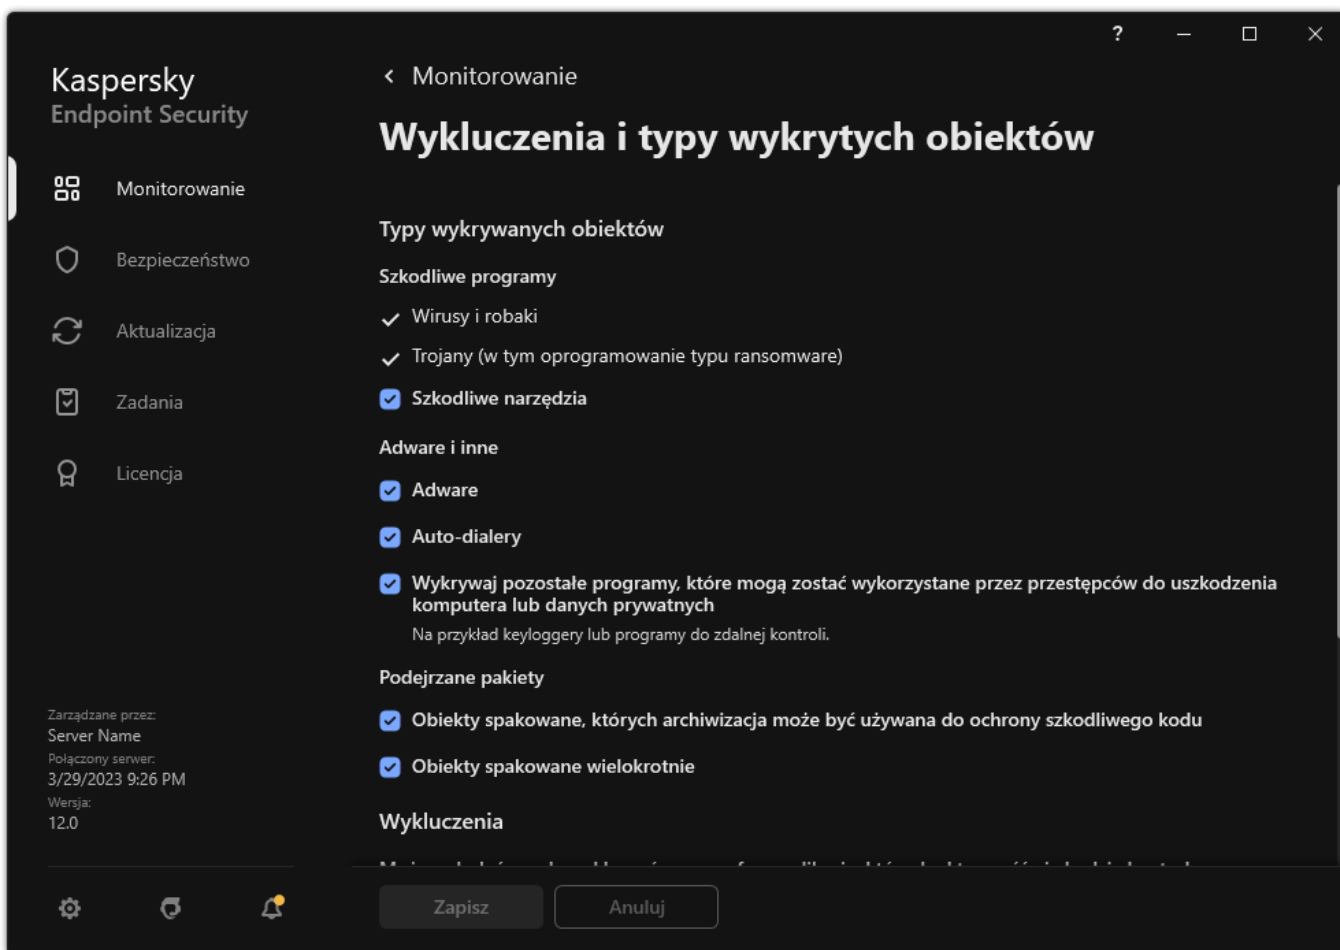 ?
Kaspersky
Endpoint Security
Monitorowanie
Bezpieczeństwo
Aktualizacja
Zadania
Licencja
Zarządzane przez:
Server Name
Połączony serwer:
3/29/2023 9:26 PM
Wersja:
12.0
Monitorowanie
Wykluczenia i typy wykrytych obiektów
Typy wykrywanych obiektów
Szkodliwe programy
Wirusy i robaki
Trojany (w tym oprogramowanie typu ransomware)
Szkodliwe narzędzia
Adware i inne
Adware
Auto-dialery
Wykrywaj pozostałe programy, które mogą zostać wykorzystane przez przestępców do uszkodzenia
komputera lub danych prywatnych
Na przykład keyloggery lub programy do zdalnej kontroli.
Podejrzane pakiety
Obiekty spakowane, których archiwizacja może być używana do ochrony szkodliwego kodu
Obiekty spakowane wielokrotnie
Wykluczenia
Zapisz
Anuluj